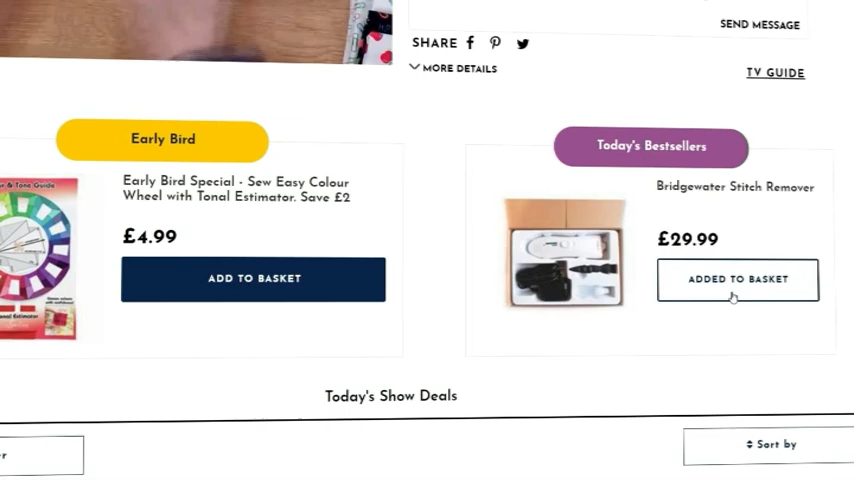 SEND MESSAGE
SHARE
MORE DETAILS
TV GUIDE
Early Bird
Today's Bestsellers
& Tone Guide
Early Bird Special - Sew Easy Colour
Wheel with Tonal Estimator. Save £2
£4.99
ADD TO BASKET
Bridgewater Stitch Remover
£29.99
ADDED TO BASKET
Today's Show Deals
Sort by